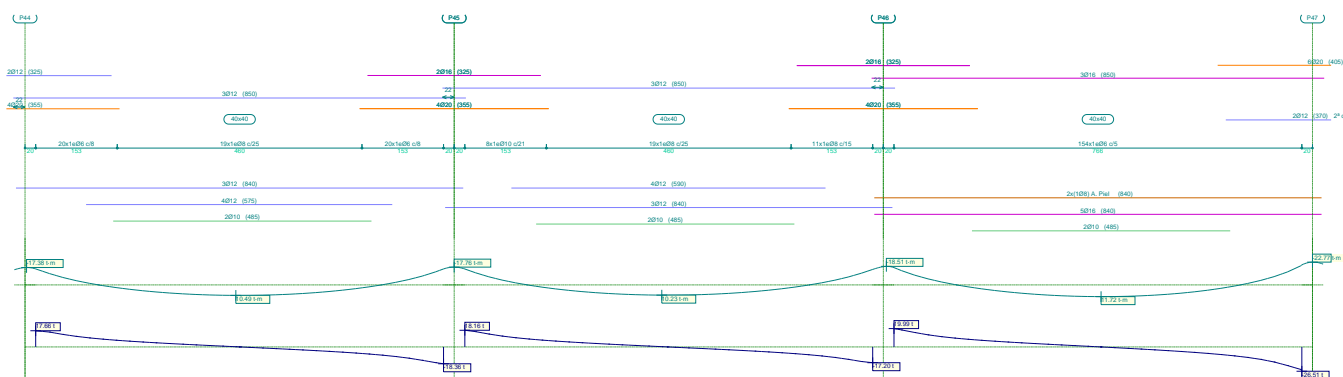 P44 P45 P46 P47
2Ø16 (325) 6Ø20 (405)
2Ø12 (325) 2Ø16 (325) 3Ø16 (850)
3Ø12 (850) 22 22
3Ø12 (850) 22
4Ø20 (355) 4Ø20 (355) 4Ø20 (355)
40x40 40x40 40x40 2Ø12 (370) 2ª c
20x1eØ6 c/8 19x1eØ8 c/25 20x1eØ6 c/8 8x1eØ10 c/21 19x1eØ8 c/25 11x1eØ8 c/15 154x1eØ6 c/5
20 153 460 153 20 20 153 460 153 20 20 766 20
3Ø12 (840) 4Ø12 (590)
2x(1Ø8) A. Piel (840)
4Ø12 (575) 3Ø12 (840)
5Ø16 (840)
2Ø10 (485) 2Ø10 (485)
2Ø10 (485)
-17.38 t-m -17.76 t-m -18.51 t-m -22.77 t-m
10.49 t-m 10.23 t-m 11.72 t-m
17.66 t 18.16 t 19.99 t
-18.36 t -17.20 t -26.51 t